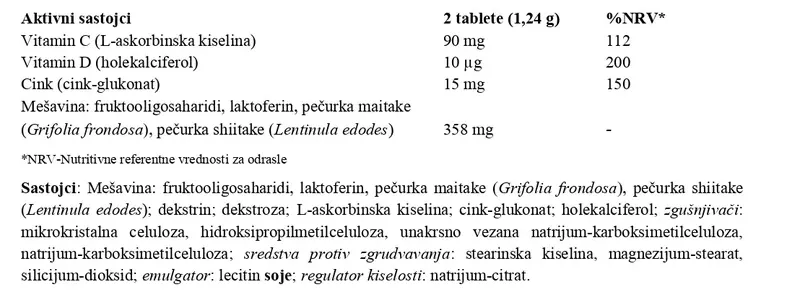 Aktivni sastojci 2 tablete (1,24 g) %NRV*
Vitamin C (L-askorbinska kiselina) 90 mg 112
Vitamin D (holekalciferol) 10 µg 200
Cink (cink-glukonat) 15 mg 150
Mešavina: fruktooligosaharidi, laktoferin, pečurka maitake
(Grifolia frondosa), pečurka shiitake (Lentinula edodes) 358 mg -
*NRV-Nutritivne referentne vrednosti za odrasle
Sastojci: Mešavina: fruktooligosaharidi, laktoferin, pečurka maitake (Grifolia frondosa), pečurka shiitake
(Lentinula edodes); dekstrin; dekstroza; L-askorbinska kiselina; cink-glukonat; holekalciferol; zgušnjivači:
mikrokristalna celuloza, hidroksipropilmetilceluloza, unakrsno vezana natrijum-karboksimetilceluloza,
natrijum-karboksimetilceluloza; sredstva protiv zgrudvavanja: stearinska kiselina, magnezijum-stearat,
silicijum-dioksid; emulgator: lecitin soje; regulator kiselosti: natrijum-citrat.